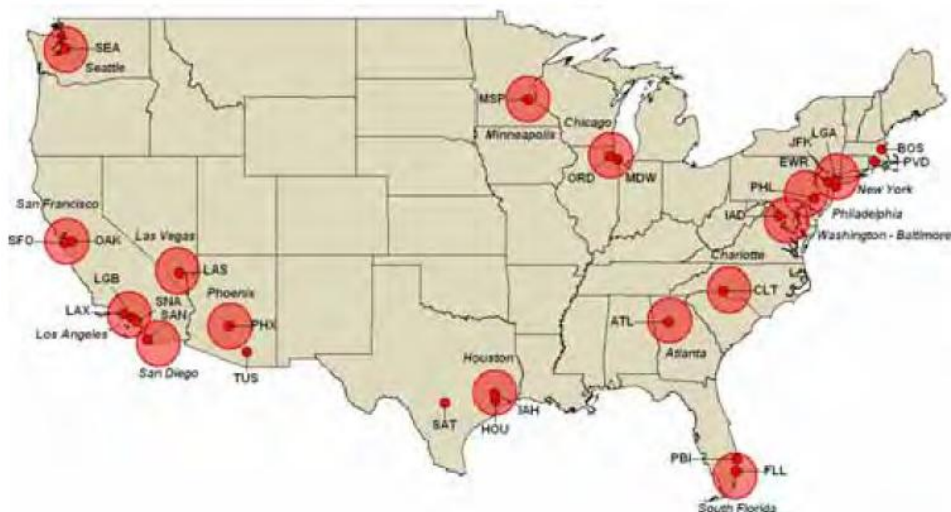 SEA
Seattle
MSP
Minneapolis
Chicago
ORD
MDW
LGA
JFK
EWR
BOS
PVD
PHL
New York
IAD
Philadelphia
Washington - Baltimore
San Francisco
SFO
OAK
Las Vegas
LAS
LGB
SNA
LAX
SAN
Los Angeles
San Diego
Phoenix
PHX
TUS
Charlotte
CLT
ATL
Atlanta
Houston
IAH
SAT
HOU
PBI
FLL
South Florida